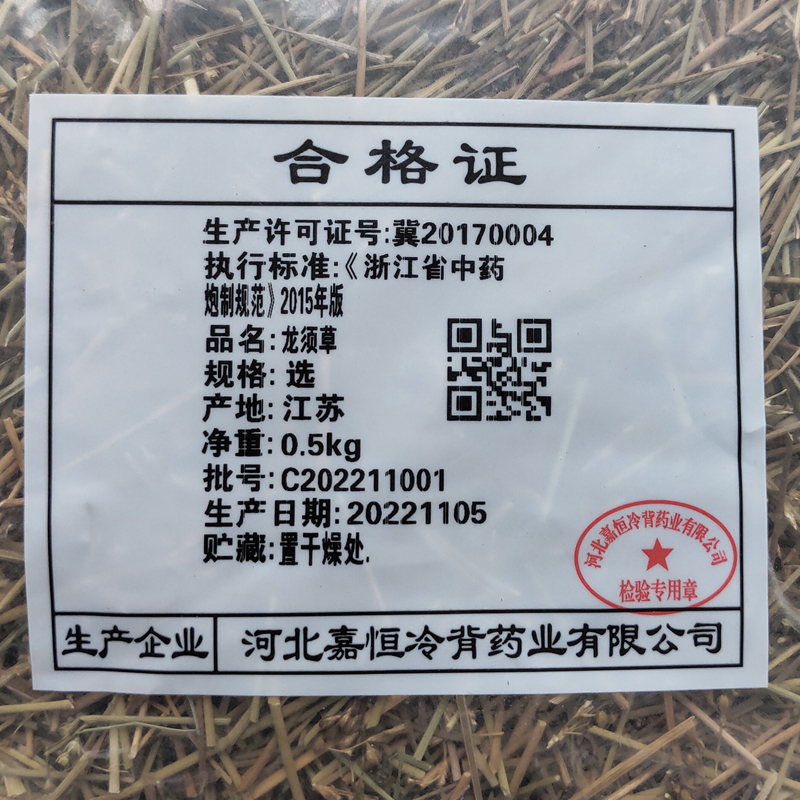 合格证
生产许可证号:冀20170004
执行标准:《浙江省中药
炮制规范》2015年版
品名:龙须草
规格:选
产地:江苏
净重:0.5kg
批号:C202211001
生产日期:20221105
贮藏:置干燥处.
河北嘉恒冷背药业有限公司
检验专用章
生产企业 河北嘉恒冷背药业有限公司